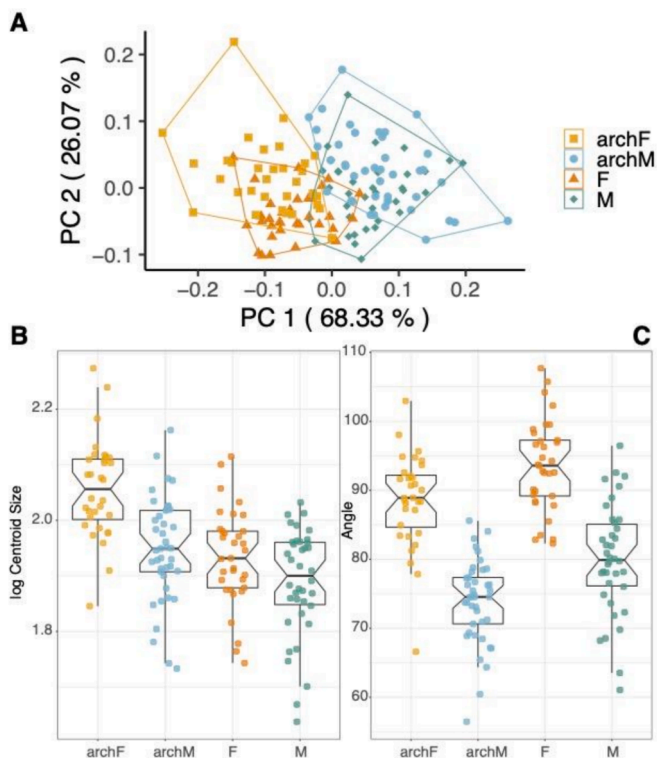 A
PC 2 ( 26.07 % )
0.2
0.1
0.0
−0.1
−0.2 −0.1 0.0 0.1 0.2
PC 1 ( 68.33 % )
archF
archM
F
M
B
log Centroid Size
2.2
2.0
1.8
archF archM F M
C
Angle
110
100
90
80
70
60
archF archM F M